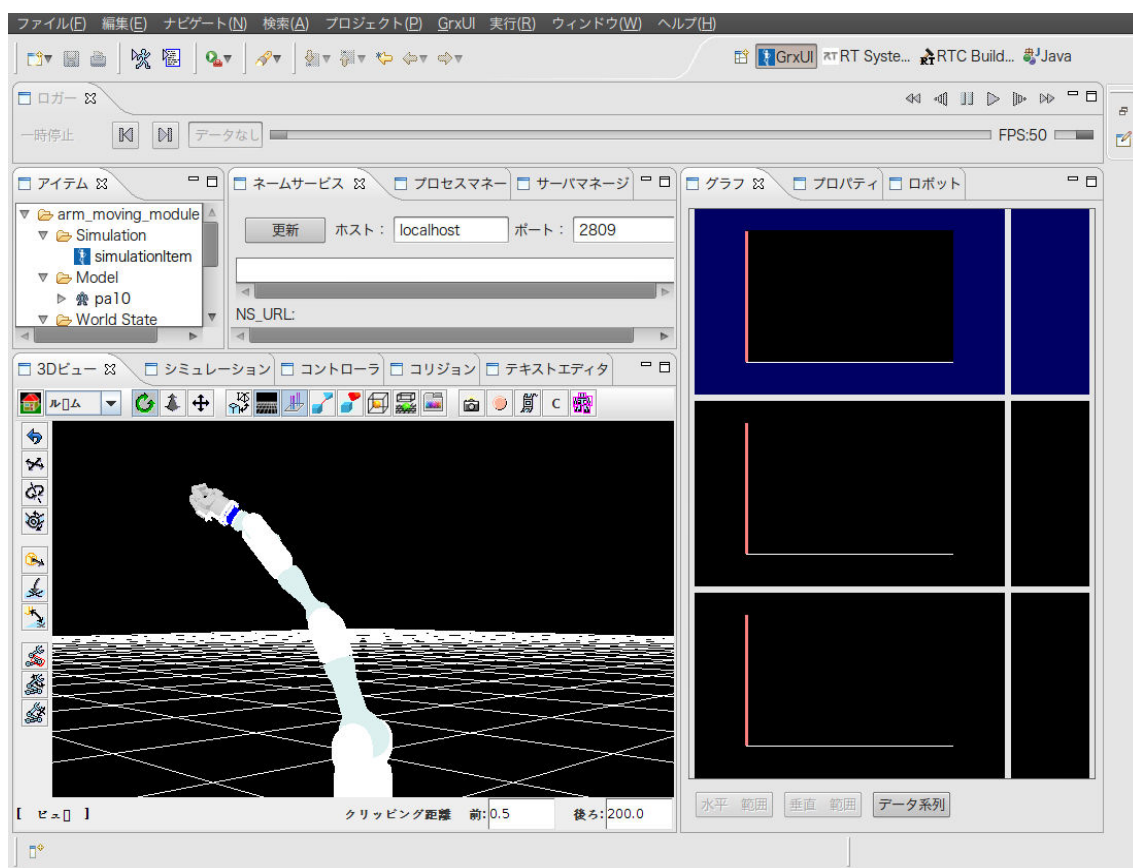 ファイル(F) 編集(E) ナビゲート(N) 検索(A) プロジェクト(P) GrxUI 実行(R) ウィンドウ(W) ヘルプ(H)
GrxUI RT Syste... RTC Build... Java
ロガー
一時停止 データなし FPS:50
アイテム
arm_moving_module
Simulation
simulationItem
Model
pa10
World State
ネームサービス プロセスマネー サーバマネージ
更新 ホスト: localhost ポート: 2809
NS_URL:
グラフ プロパティ ロボット
3Dビュー シミュレーション コントローラ コリジョン テキストエディタ
ル▯ム
C
[ ビュ▯ ] クリッピング距離 前: 0.5 後ろ: 200.0
水平 範囲 垂直 範囲 データ系列